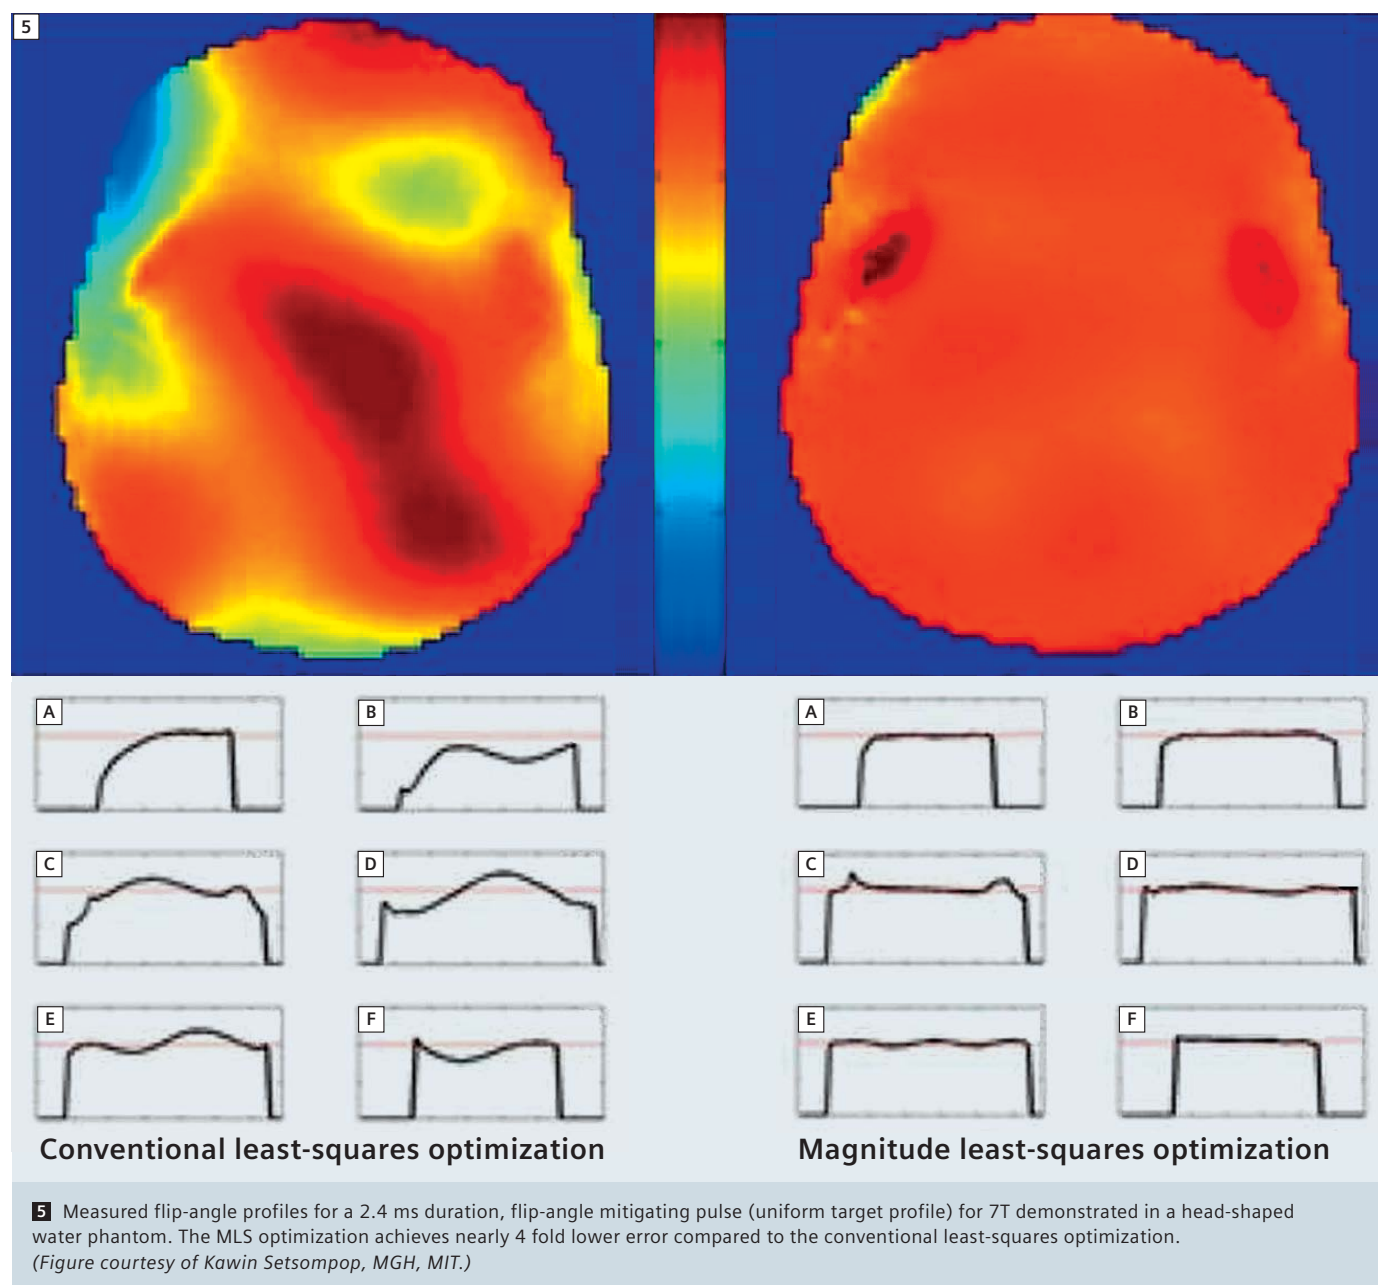 5
A
B
A
B
C
D
C
D
E
F
E
F
Conventional least-squares optimization
Magnitude least-squares optimization
5 Measured flip-angle profiles for a 2.4 ms duration, flip-angle mitigating pulse (uniform target profile) for 7T demonstrated in a head-shaped
water phantom. The MLS optimization achieves nearly 4 fold lower error compared to the conventional least-squares optimization.
(Figure courtesy of Kawin Setsompop, MGH, MIT.)